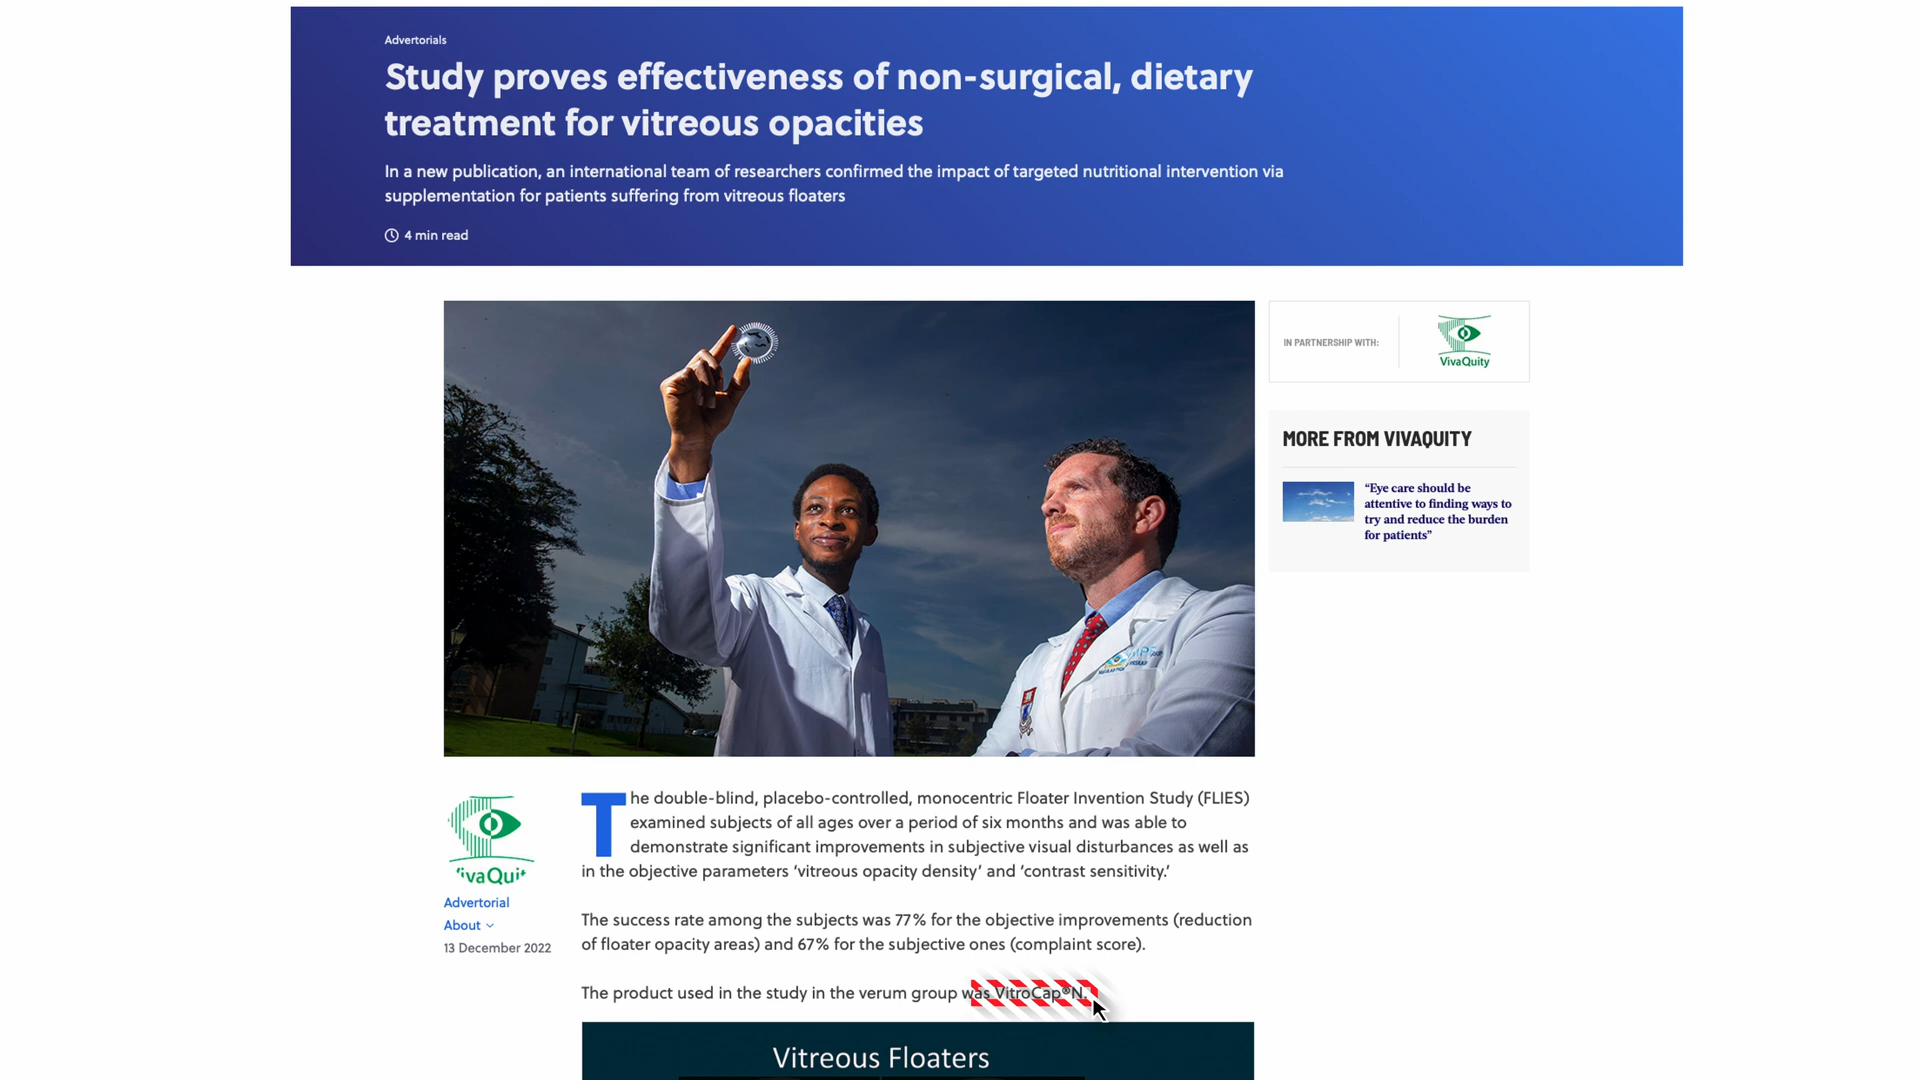 Advertorials
Study proves effectiveness of non-surgical, dietary
treatment for vitreous opacities
In a new publication, an international team of researchers confirmed the impact of targeted nutritional intervention via
supplementation for patients suffering from vitreous floaters
4 min read
IN PARTNERSHIP WITH:
VivaQuity
MORE FROM VIVAQUITY
“Eye care should be
attentive to finding ways to
try and reduce the burden
for patients”
The double-blind, placebo-controlled, monocentric Floater Invention Study (FLIES)
examined subjects of all ages over a period of six months and was able to
demonstrate significant improvements in subjective visual disturbances as well as
in the objective parameters ‘vitreous opacity density’ and ‘contrast sensitivity.’
Advertorial
About
13 December 2022
The success rate among the subjects was 77% for the objective improvements (reduction
of floater opacity areas) and 67% for the subjective ones (complaint score).
The product used in the study in the verum group was VitroCap®N.
Vitreous Floaters